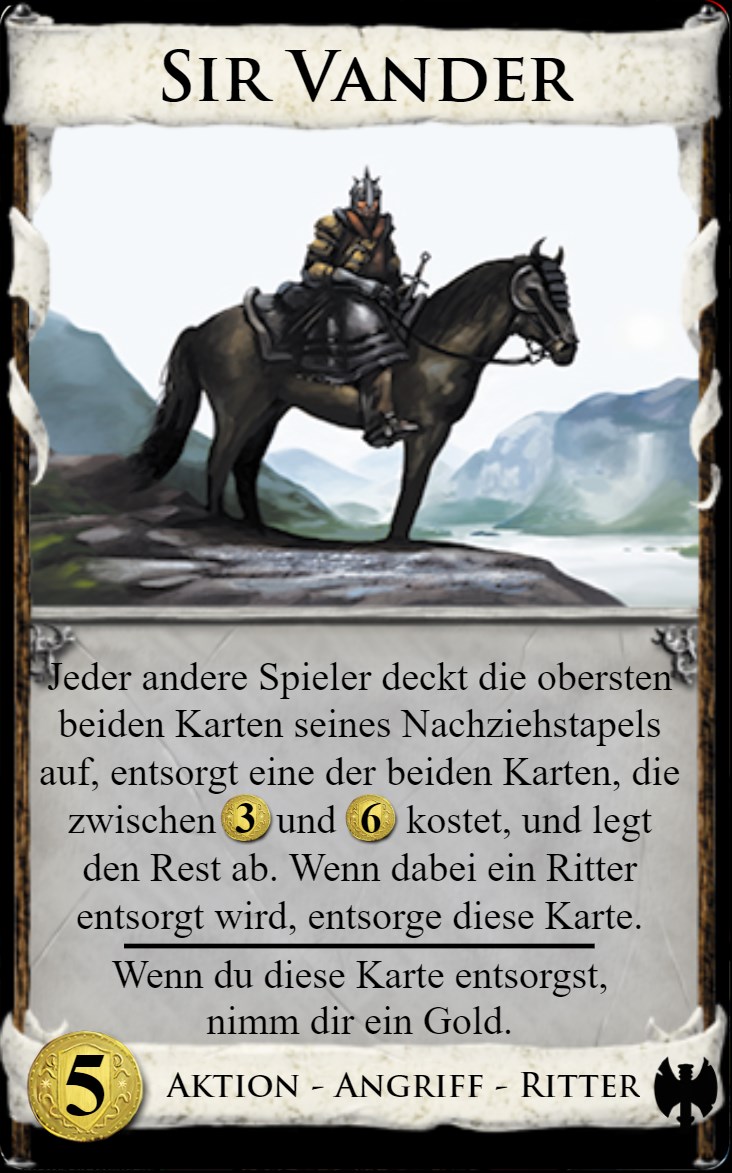 Sir Vander
Jeder andere Spieler deckt die obersten
beiden Karten seines Nachziehstapels
auf, entsorgt eine der beiden Karten, die
zwischen 3 und 6 kostet, und legt
den Rest ab. Wenn dabei ein Ritter
entsorgt wird, entsorge diese Karte.
Wenn du diese Karte entsorgst,
nimm dir ein Gold.
5 Aktion - Angriff - Ritter